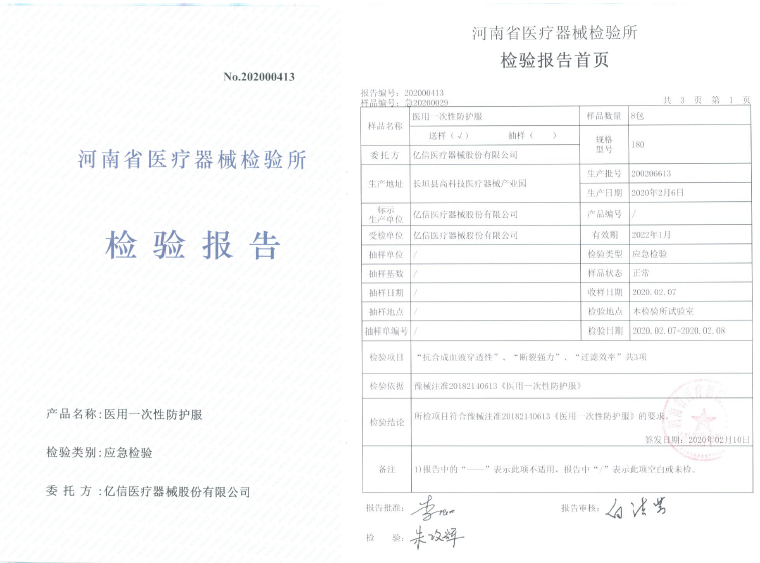 No.202000413
河南省医疗器械检验所
检验报告
产品名称:医用一次性防护服
检验类别:应急检验
委托方:亿信医疗器械股份有限公司
河南省医疗器械检验所
检验报告首页
报告编号：202000413
样品编号：急20200029
共 3 页 第 1 页
样品名称 医用一次性防护服 样品数量 8包
送样（√） 抽样（ ） 规格型号 180
委托方 亿信医疗器械股份有限公司
生产地址 长垣县高科技医疗器械产业园 生产批号 200206613
生产日期 2020年2月6日
标示生产单位 亿信医疗器械股份有限公司 产品编号 /
受检单位 亿信医疗器械股份有限公司 有效期 2022年1月
抽样单位 / 检验类型 应急检验
抽样基数 / 样品状态 正常
抽样日期 / 收样日期 2020.02.07
抽样地点 / 检验地点 本检验所试验室
抽样单编号 / 检验日期 2020.02.07-2020.02.08
检验项目 “抗合成血液穿透性”、“断裂强力”、“过滤效率”共3项
检验依据 豫械注准20182140613《医用一次性防护服》
检验结论 所检项目符合豫械注准20182140613《医用一次性防护服》的要求。
签发日期：2020年02月10日
备注 1)报告中的“——”表示此项不适用，报告中“/”表示此项空白或未检。
报告批准：
报告审核：
检 验：